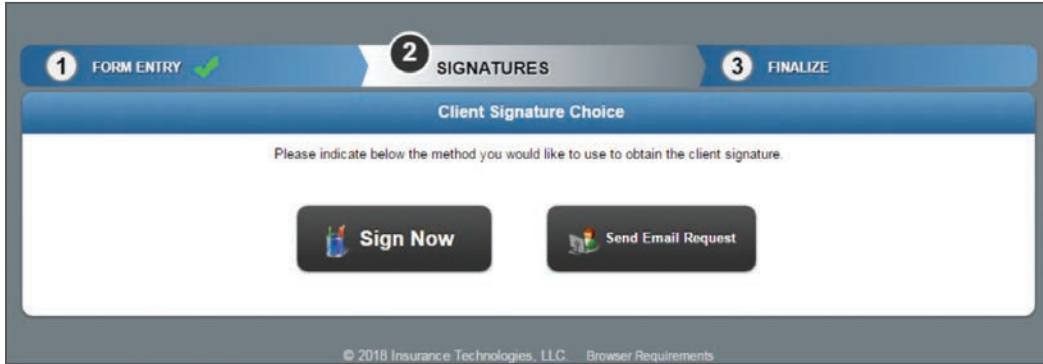 1 FORM ENTRY 2 SIGNATURES 3 FINALIZE
Client Signature Choice
Please indicate below the method you would like to use to obtain the client signature.
Sign Now Send Email Request
© 2018 Insurance Technologies, LLC. Browser Requirements